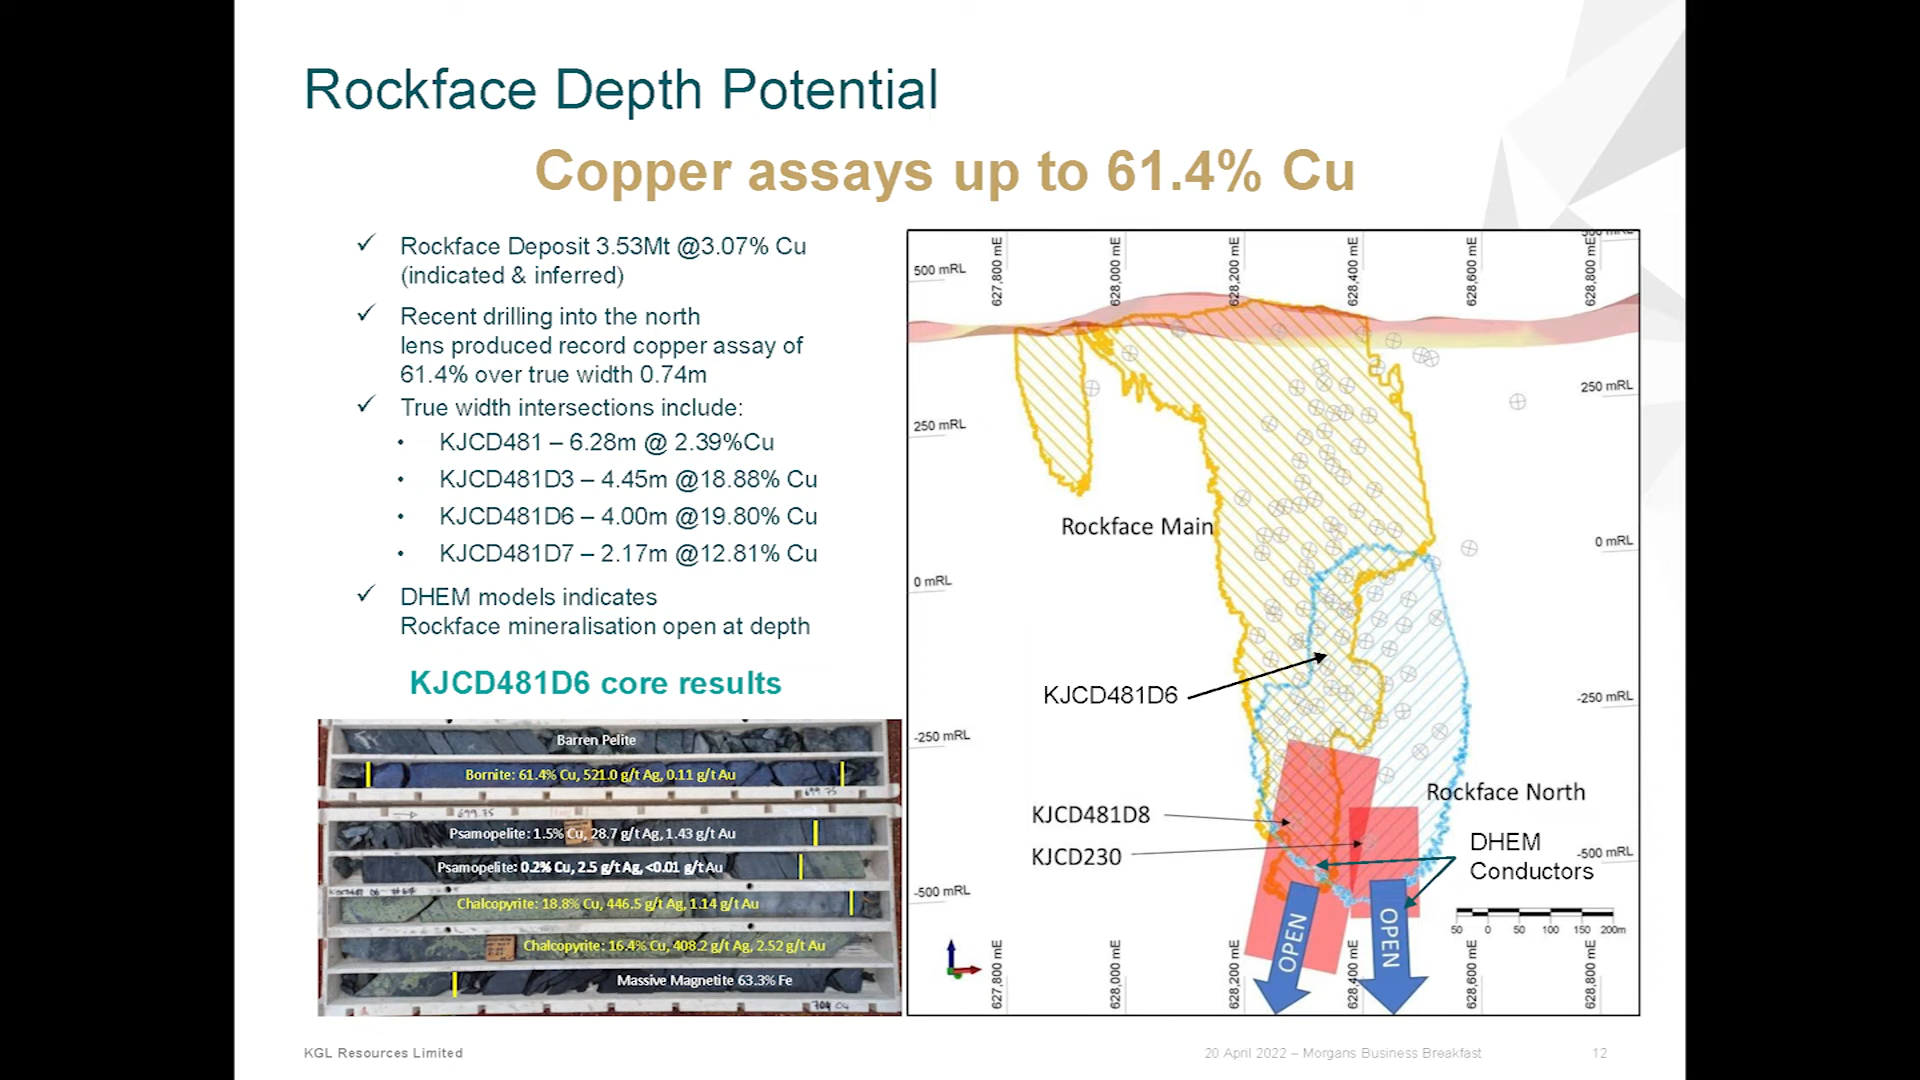 Rockface Depth Potential
Copper assays up to 61.4% Cu
✓ Rockface Deposit 3.53Mt @3.07% Cu
(indicated & inferred)
✓ Recent drilling into the north
lens produced record copper assay of
61.4% over true width 0.74m
✓ True width intersections include:
• KJCD481 – 6.28m @ 2.39%Cu
• KJCD481D3 – 4.45m @18.88% Cu
• KJCD481D6 – 4.00m @19.80% Cu
• KJCD481D7 – 2.17m @12.81% Cu
✓ DHEM models indicates
Rockface mineralisation open at depth
KJCD481D6 core results
Barren Pelite
Bornite: 61.4% Cu, 521.0 g/t Ag, 0.11 g/t Au
699.75
699.75
Psamopelite: 1.5% Cu, 28.7 g/t Ag, 1.43 g/t Au
Psamopelite: 0.2% Cu, 2.5 g/t Ag, <0.01 g/t Au
Chalcopyrite: 18.8% Cu, 446.5 g/t Ag, 1.14 g/t Au
Chalcopyrite: 16.4% Cu, 408.2 g/t Ag, 2.52 g/t Au
Massive Magnetite 63.3% Fe
627,800 mE
628,000 mE
628,200 mE
628,400 mE
628,600 mE
628,800 mE
500 mRL
500 mRL
250 mRL
250 mRL
Rockface Main
0 mRL
0 mRL
KJCD481D6
-250 mRL
-250 mRL
Rockface North
KJCD481D8
KJCD230
DHEM
Conductors
-500 mRL
-500 mRL
OPEN
OPEN
50 0 50 100 150 200m
627,800 mE
628,000 mE
628,200 mE
628,400 mE
628,600 mE
628,800 mE
KGL Resources Limited
20 April 2022 – Morgans Business Breakfast
12